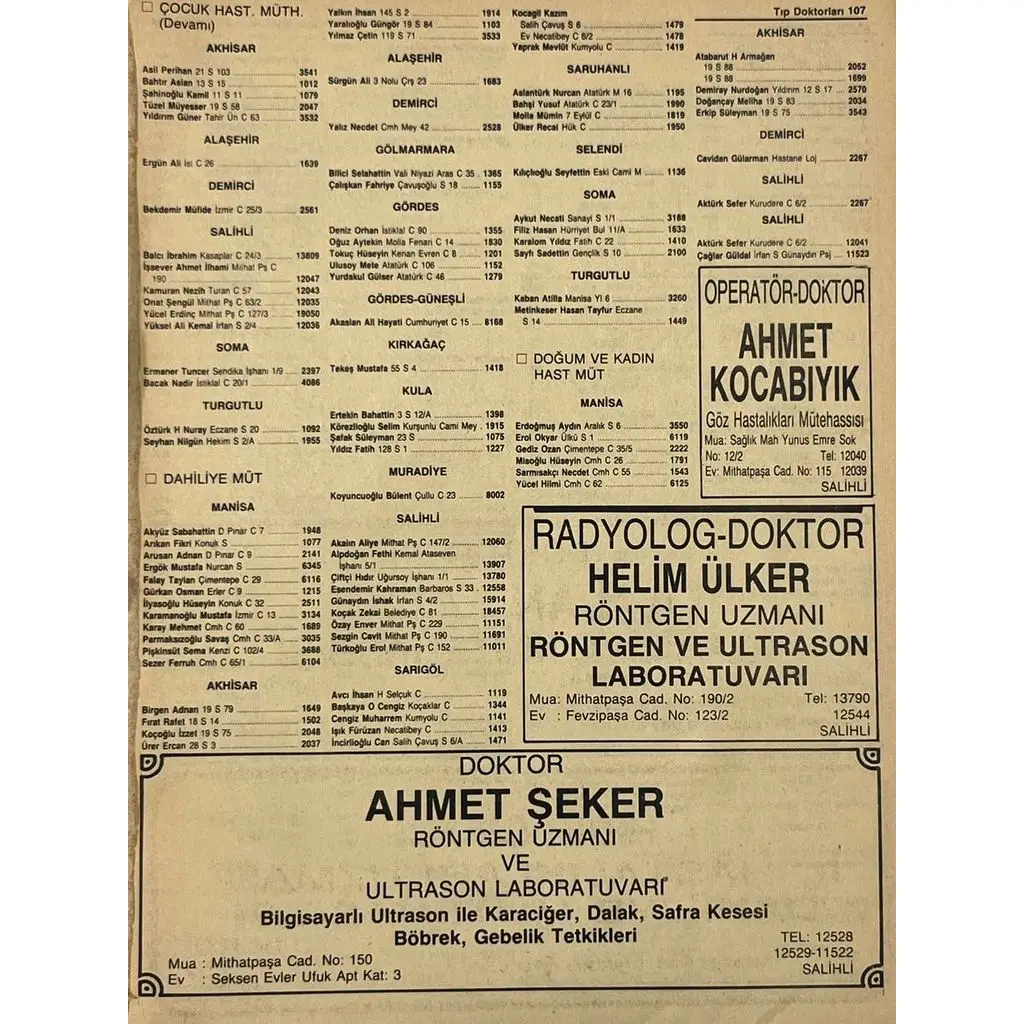 Tıp Doktorları 107
☐ ÇOCUK HAST. MÜTH.
(Devamı)
AKHİSAR
Asil Perihan 21 S 103 3541
Bahtır Aslan 13 S 15 1012
Şahinoğlu Kamil 11 S 11 1079
Tüzel Müyesser 19 S 58 2047
Yıldırım Güner Tahir Ün C 63 3532
ALAŞEHİR
Ergün Ali İsi C 26 1639
DEMİRCİ
Bekdemir Müfide İzmir C 25/3 2561
SALİHLİ
Balcı İbrahim Kasaplar C 24/3 13809
İşsever Ahmet İlhami Mithat Pş C
190 12047
Kamuran Nezih Turan C 57 12043
Onat Şengül Mithat Pş C 63/2 12035
Yücel Erdinç Mithat Pş C 127/3 19050
Yüksel Ali Kemal İrfan S 2/4 12036
SOMA
Ermaner Tuncer Sendika İşhanı 1/9 2397
Bacak Nadir İstiklal C 20/1 4086
TURGUTLU
Öztürk H Nuray Eczane S 20 1092
Seyhan Nilgün Hekim S 2/A 1955
☐ DAHİLİYE MÜT
MANİSA
Akyüz Sabahattin D Pınar C 7 1948
Arıkan Fikri Konuk S 1077
Arusan Adnan D Pınar C 9 2141
Ergök Mustafa Nurcan S 6345
Falay Taylan Çimentepe C 29 6116
Gürkan Osman Erler C 9 1215
İlyasoğlu Hüseyin Konuk C 32 2511
Karamanoğlu Mustafa İzmir C 13 3134
Karay Mehmet Cmh C 60 1689
Parmaksızoğlu Savaş Cmh C 33/A 3035
Pişkinsüt Sema Kenzi C 102/4 3688
Sezer Ferruh Cmh C 65/1 6104
AKHİSAR
Birgen Adnan 19 S 79 1649
Fırat Rafet 18 S 14 1502
Koçoğlu İzzet 19 S 75 2048
Ürer Ercan 28 S 3 2037
Yalkın İhsan 145 S 2 1914
Yaralıoğlu Güngör 19 S 84 1103
Yılmaz Çetin 119 S 71 3533
ALAŞEHİR
Sürgün Ali 3 Nolu Çrş 23 1683
DEMİRCİ
Yalız Necdet Cmh Mey 42 2528
GÖLMARMARA
Bilici Selahattin Vali Niyazi Aras C 35 1365
Çalışkan Fahriye Çavuşoğlu S 18 1155
GÖRDES
Deniz Orhan İstiklal C 90 1355
Oğuz Aytekin Molla Fenari C 14 1830
Tokuç Hüseyin Kenan Evren C 8 1201
Ulusoy Mete Atatürk C 106 1152
Yurdakul Gülser Atatürk C 46 1279
GÖRDES-GÜNEŞLİ
Akaslan Ali Hayati Cumhuriyet C 15 8168
KIRKAĞAÇ
Tekeş Mustafa 55 S 4 1418
KULA
Ertekin Bahattin 3 S 12/A 1398
Körezlioğlu Selim Kurşunlu Cami Mey 1915
Şafak Süleyman 23 S 1075
Yıldız Fatih 128 S 1 1227
MURADİYE
Koyuncuoğlu Bülent Çullu C 23 8002
SALİHLİ
Akalın Aliye Mithat Pş C 147/2 12060
Alpdoğan Fethi Kemal Ataseven
İşhanı 5/1 13907
Çiftçi Hıdır Uğursoy İşhanı 1/1 13780
Esendemir Kahraman Barbaros S 33 12558
Günaydın İshak İrfan S 4/2 15914
Koçak Zekai Belediye C 81 18457
Özay Enver Mithat Pş C 229 11151
Sezgin Cavit Mithat Pş C 190 11691
Türkoğlu Erol Mithat Pş C 152 11011
SARIGÖL
Avcı İhsan H Selçuk C 1119
Başkaya O Cengiz Koçaklar C 1344
Cengiz Muharrem Kumyolu C 1141
Işık Fürüzan Necatibey C 1413
İncirlioğlu Can Salih Çavuş S 6/A 1471
Kocagil Kazım
Salih Çavuş S 6 1479
Ev Necatibey C 6/2 1478
Yaprak Mevlüt Kumyolu C 1419
SARUHANLI
Aslantürk Nurcan Atatürk M 16 1195
Bahşi Yusuf Atatürk C 23/1 1990
Molla Mümin 7 Eylül C 1819
Ülker Recai Hük C 1950
SELENDİ
Kılıçlıoğlu Seyfettin Eski Cami M 1136
SOMA
Aykut Necati Sanayi S 1/1 3188
Filiz Hasan Hürriyet Bul 11/A 1633
Karalom Yıldız Fatih C 22 1410
Sayfı Sadettin Gençlik S 10 2100
TURGUTLU
Kaban Atilla Manisa Yl 6 3260
Metinkeser Hasan Tayfur Eczane
S 14 1449
☐ DOĞUM VE KADIN
HAST MÜT
MANİSA
Erdoğmuş Aydın Aralık S 6 3550
Erol Okyar Ülkü S 1 6119
Gediz Ozan Çimentepe C 35/5 2222
Misoğlu Hüseyin Cmh C 26 1791
Sarmısakçı Necdet Cmh C 55 1543
Yücel Hilmi Cmh C 62 6125
AKHİSAR
Atabarut H Armağan
19 S 88 2052
19 S 88 1699
Demiray Nurdoğan Yıldırım 12 S 17 2570
Doğançay Meliha 19 S 83 2034
Erkip Süleyman 19 S 75 3543
DEMİRCİ
Cavidan Gülarman Hastane Loj 2267
SALİHLİ
Aktürk Sefer Kurudere C 6/2 2267
SALİHLİ
Aktürk Sefer Kurudere C 6/2 12041
Çağlar Güldal İrfan S Günaydın Psj 11523
OPERATÖR-DOKTOR
AHMET
KOCABIYIK
Göz Hastalıkları Mütehassısı
Mua: Sağlık Mah Yunus Emre Sok
No: 12/2 Tel: 12040
Ev: Mithatpaşa Cad. No: 115 12039
SALİHLİ
RADYOLOG-DOKTOR
HELİM ÜLKER
RÖNTGEN UZMANI
RÖNTGEN VE ULTRASON
LABORATUVARI
Mua: Mithatpaşa Cad. No: 190/2 Tel: 13790
Ev : Fevzipaşa Cad. No: 123/2 12544
SALİHLİ
DOKTOR
AHMET ŞEKER
RÖNTGEN UZMANI
VE
ULTRASON LABORATUVARI
Bilgisayarlı Ultrason ile Karaciğer, Dalak, Safra Kesesi
Böbrek, Gebelik Tetkikleri
TEL: 12528
12529-11522
SALİHLİ
Mua : Mithatpaşa Cad. No: 150
Ev : Seksen Evler Ufuk Apt Kat: 3